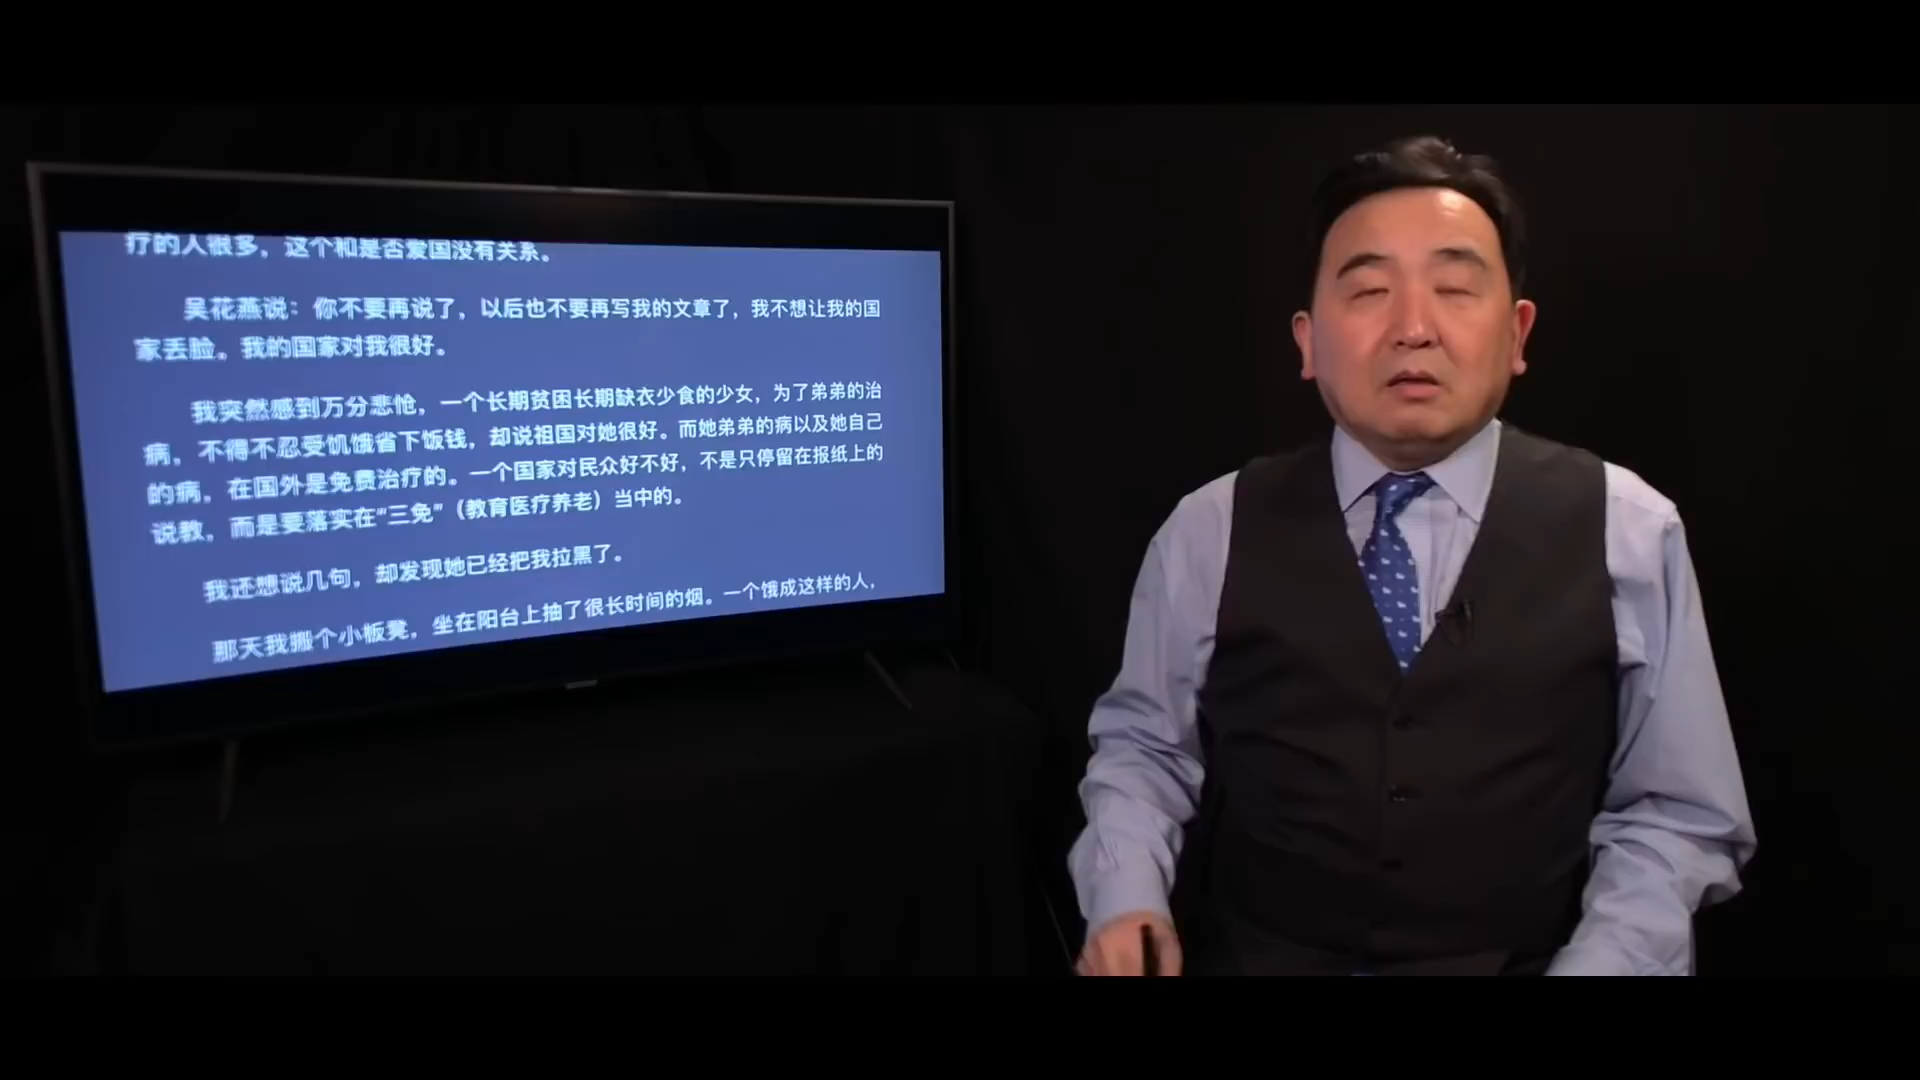 疗的人很多，这个和是否爱国没有关系。
吴花燕说：你不要再说了，以后也不要再写我的文章了，我不想让我的国
家丢脸。我的国家对我很好。
我突然感到万分悲怆，一个长期贫困长期缺衣少食的少女，为了弟弟的治
病，不得不忍受饥饿省下饭钱，却说祖国对她很好。而她弟弟的病以及她自己
的病，在国外是免费治疗的。一个国家对民众好不好，不是只停留在报纸上的
说教，而是要落实在“三免”（教育医疗养老）当中的。
我还想说几句，却发现她已经把我拉黑了。
那天我搬个小板凳，坐在阳台上抽了很长时间的烟。一个饿成这样的人，